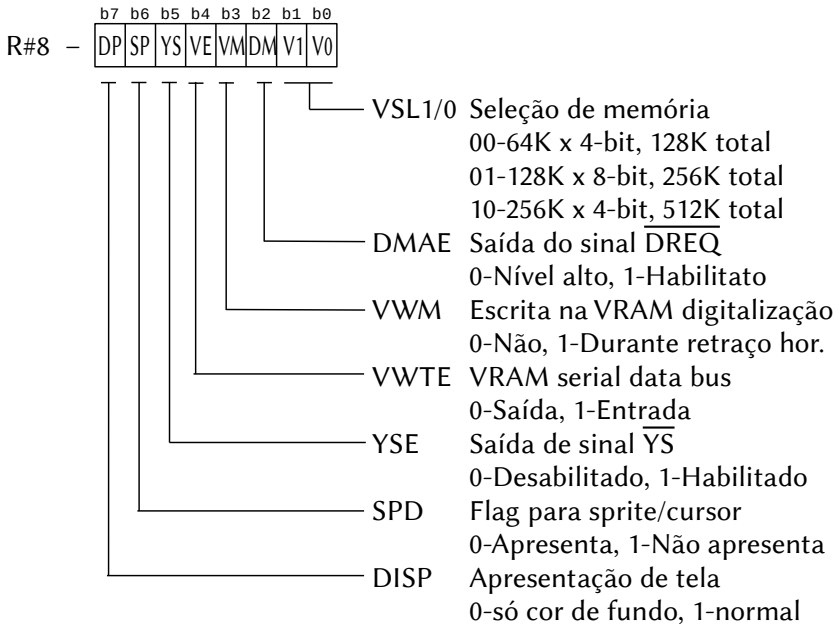 b7 b6 b5 b4 b3 b2 b1 b0
R#8 – DP SP YS VE VM DM V1 V0
VSL1/0 Seleção de memória
00-64K x 4-bit, 128K total
01-128K x 8-bit, 256K total
10-256K x 4-bit, 512K total
DMAE Saída do sinal D̅R̅E̅Q̅
0-Nível alto, 1-Habilitato
VWM Escrita na VRAM digitalização
0-Não, 1-Durante retraço hor.
VWTE VRAM serial data bus
0-Saída, 1-Entrada
YSE Saída de sinal Y̅S̅
0-Desabilitado, 1-Habilitado
SPD Flag para sprite/cursor
0-Apresenta, 1-Não apresenta
DISP Apresentação de tela
0-só cor de fundo, 1-normal